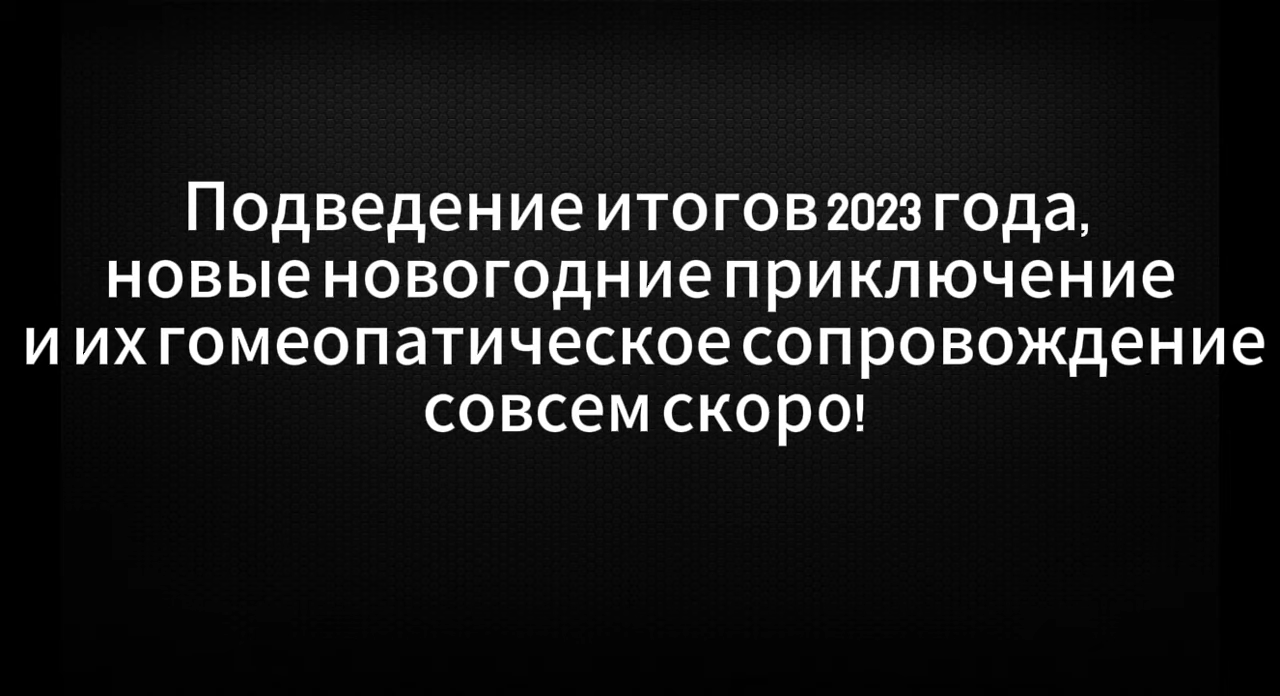 Подведение итогов 2023 года,
новые новогодние приключение
и их гомеопатическое сопровождение
совсем скоро!